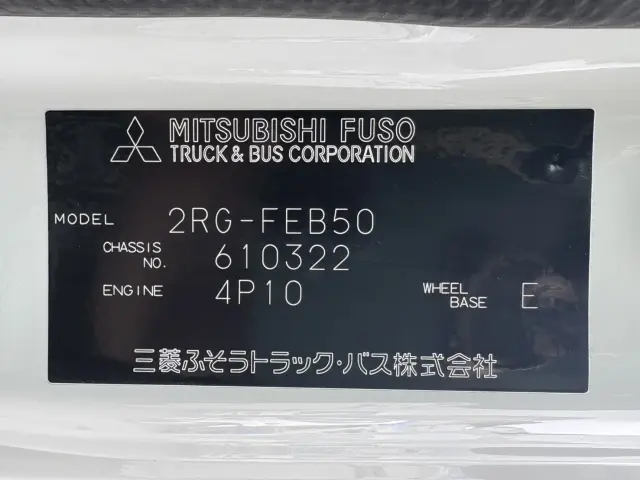 MITSUBISHI FUSO
TRUCK & BUS CORPORATION
MODEL 2RG-FEB50
CHASSIS NO. 610322
ENGINE 4P10 WHEEL BASE E
三菱ふそうトラック・バス株式会社